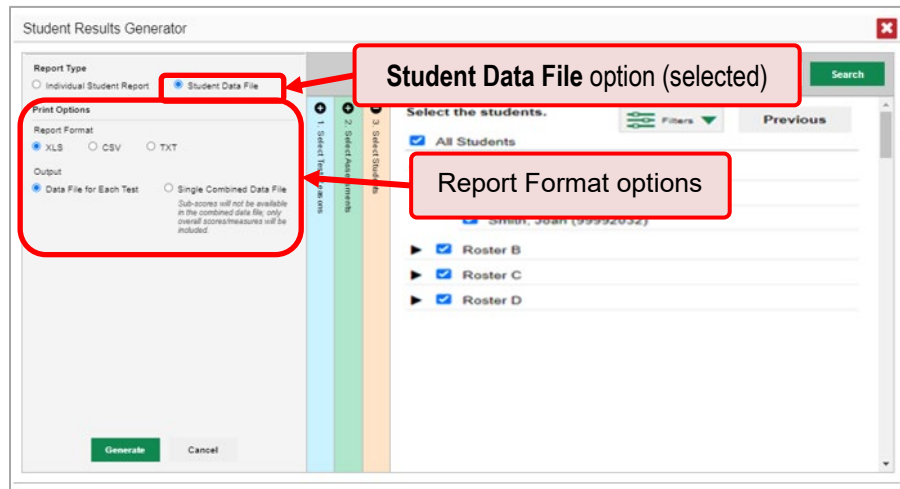 Student Results Generator
Report Type
Individual Student Report
Student Data File
Student Data File option (selected)
Search
Print Options
Report Format
XLS
CSV
TXT
Output
Data File for Each Test
Single Combined Data File
Sub-scores will not be available
in the combined data file; only
overall scores/measures will be
included.
Generate
Cancel
1. Select Test Reasons
2. Select Assessments
3. Select Students
Select the students.
Filters
Previous
All Students
Report Format options
Smith, Joan (99992032)
Roster B
Roster C
Roster D